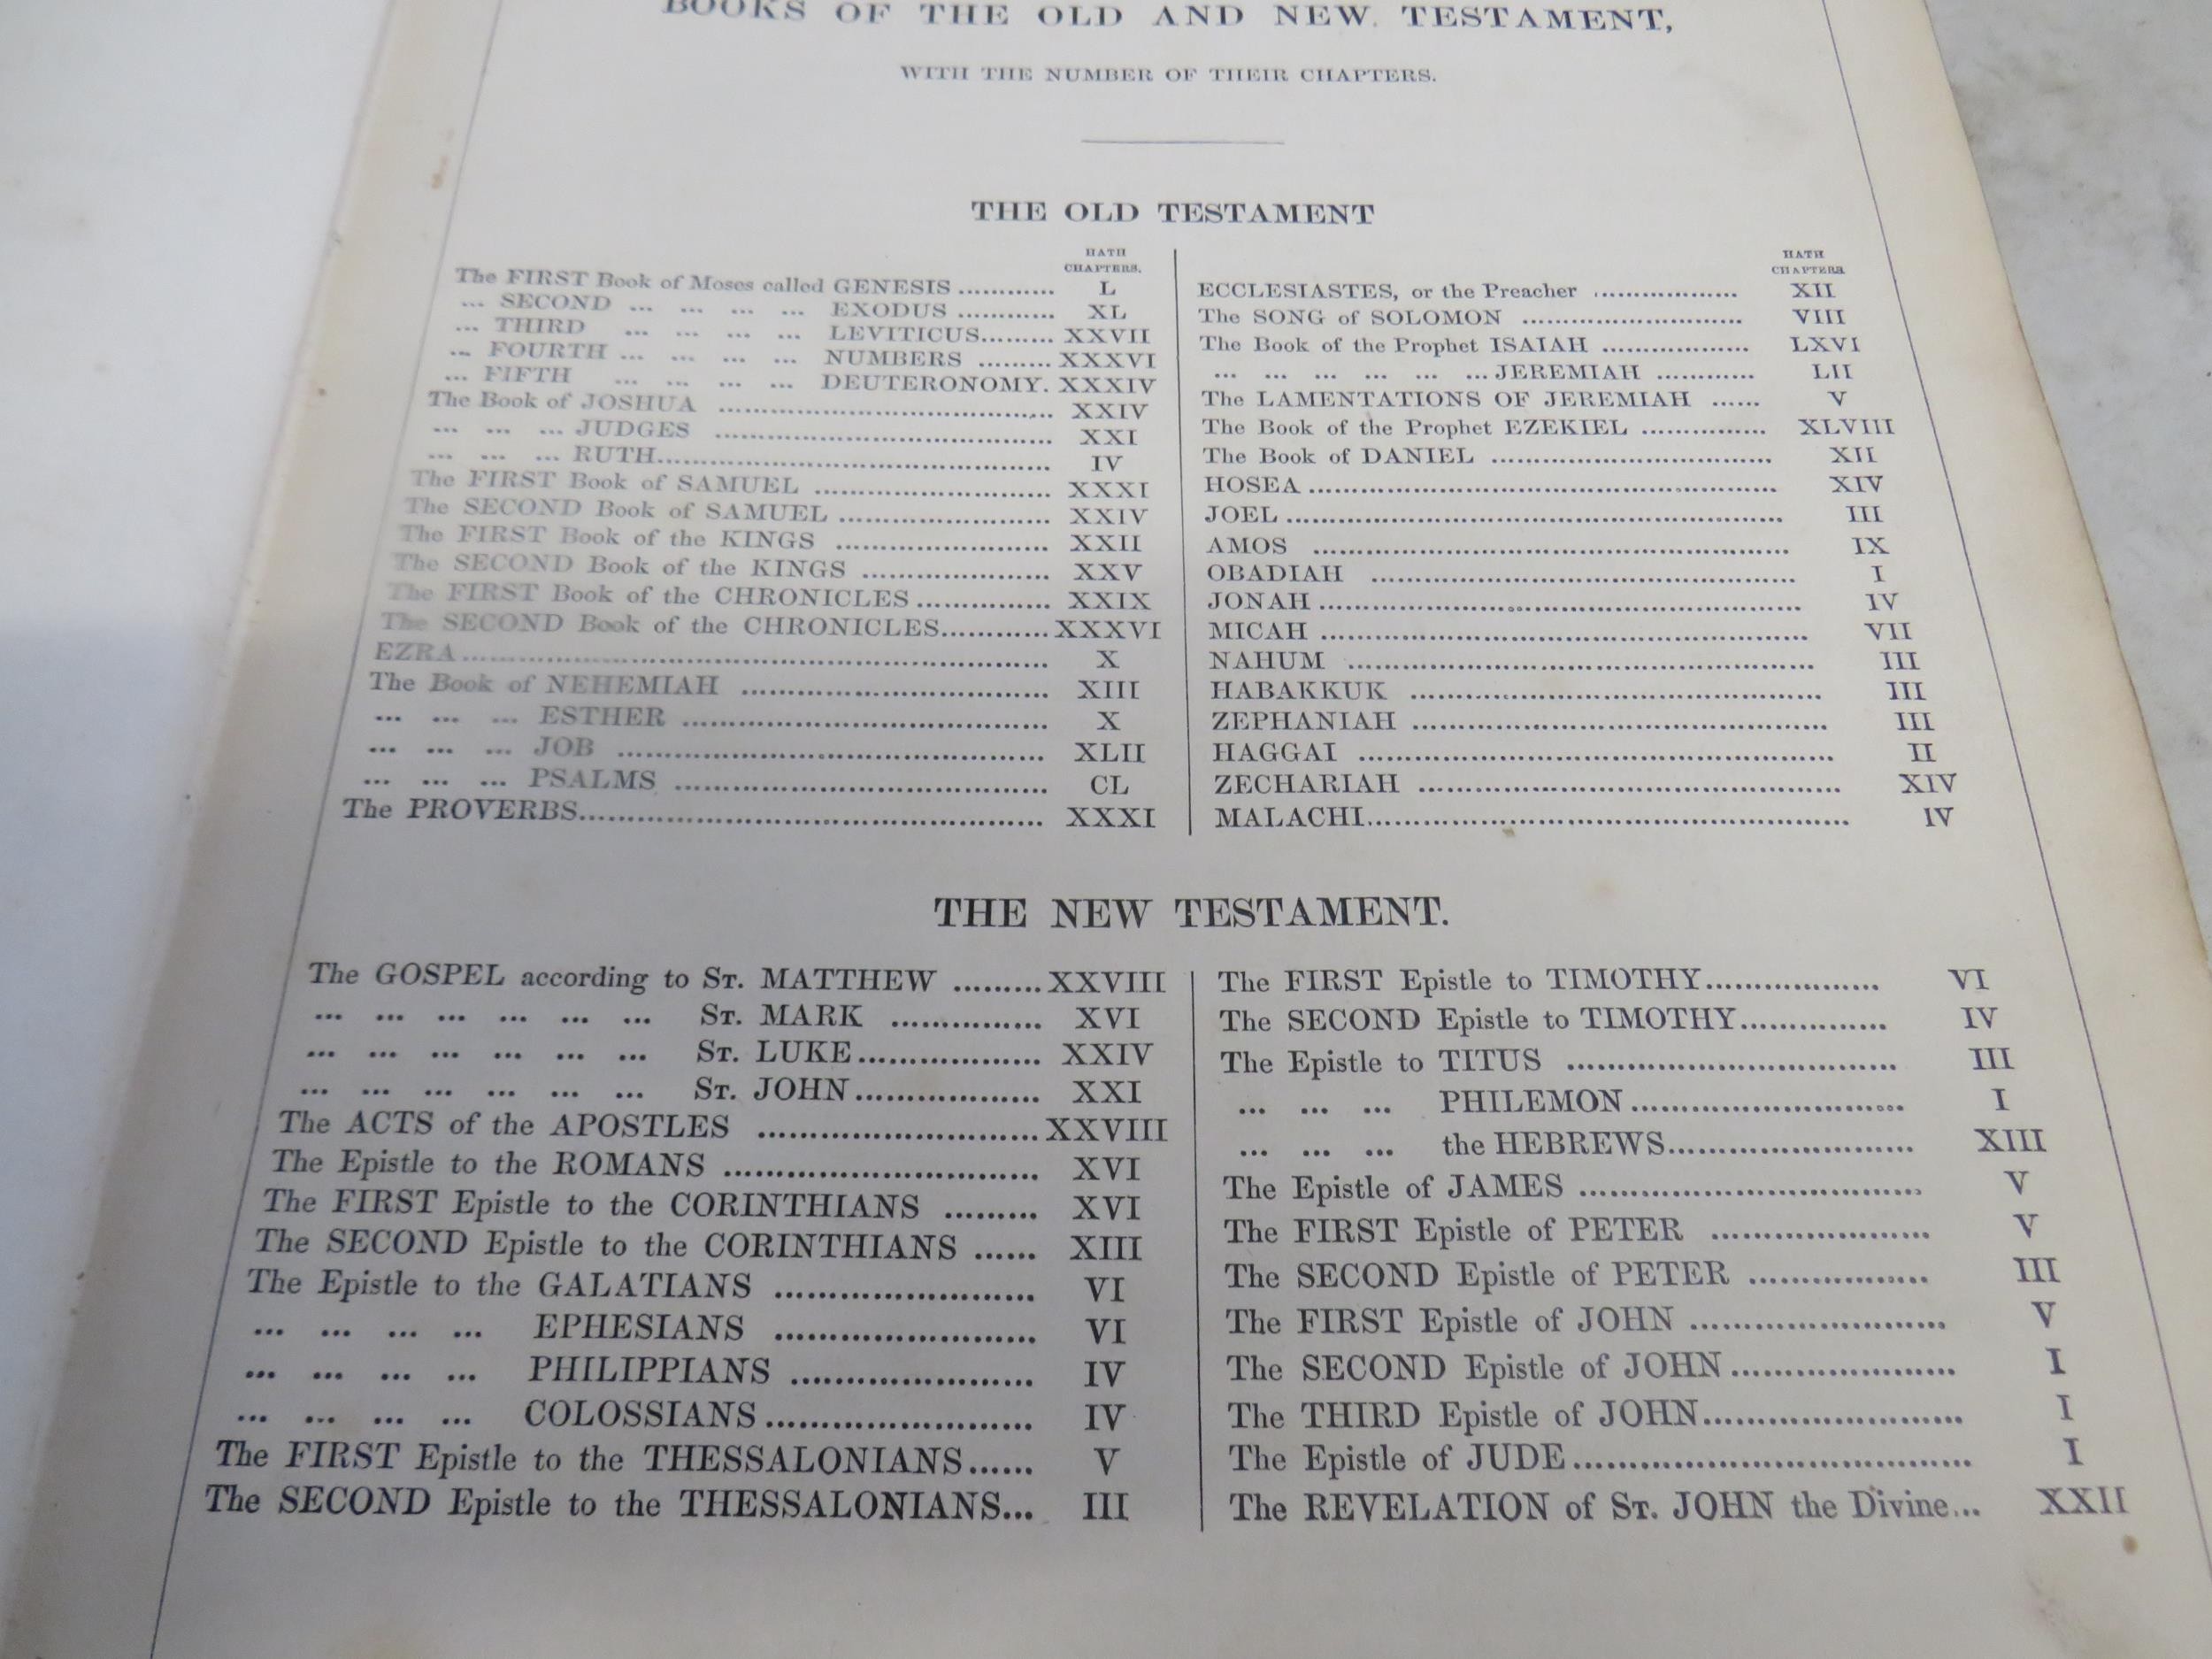 BOOKS OF THE OLD AND NEW TESTAMENT,
WITH THE NUMBER OF THEIR CHAPTERS.
THE OLD TESTAMENT
HATH
CHAPTERS.
The FIRST Book of Moses called GENESIS ............ L
... SECOND ... ... ... ... EXODUS ............ XL
... THIRD ... ... ... ... LEVITICUS......... XXVII
... FOURTH ... ... ... ... NUMBERS ......... XXXVI
... FIFTH ... ... ... ... DEUTERONOMY. XXXIV
The Book of JOSHUA ........................ XXIV
... ... ... JUDGES ........................ XXI
... ... ... RUTH........................ IV
The FIRST Book of SAMUEL ........................ XXXI
The SECOND Book of SAMUEL ........................ XXIV
The FIRST Book of the KINGS ........................ XXII
The SECOND Book of the KINGS ..................... XXV
The FIRST Book of the CHRONICLES ............... XXIX
The SECOND Book of the CHRONICLES............ XXXVI
EZRA........................ X
The Book of NEHEMIAH ........................ XIII
... ... ... ESTHER ........................ X
... ... ... JOB ........................ XLII
... ... ... PSALMS ........................ CL
The PROVERBS........................ XXXI
HATH
CHAPTERS
ECCLESIASTES, or the Preacher .................. XII
The SONG of SOLOMON ........................ VIII
The Book of the Prophet ISAIAH .................. LXVI
... ... ... ... ... ... JEREMIAH ............ LII
The LAMENTATIONS OF JEREMIAH ...... V
The Book of the Prophet EZEKIEL ............... XLVIII
The Book of DANIEL ........................ XII
HOSEA ........................ XIV
JOEL ........................ III
AMOS ........................ IX
OBADIAH ........................ I
JONAH ........................ IV
MICAH ........................ VII
NAHUM ........................ III
HABAKKUK ........................ III
ZEPHANIAH ........................ III
HAGGAI ........................ II
ZECHARIAH ........................ XIV
MALACHI........................ IV
THE NEW TESTAMENT.
The GOSPEL according to St. MATTHEW ......... XXVIII
... ... ... ... ... ... St. MARK ............... XVI
... ... ... ... ... ... St. LUKE.................. XXIV
... ... ... ... ... ... St. JOHN.................. XXI
The ACTS of the APOSTLES ........................ XXVIII
The Epistle to the ROMANS ........................ XVI
The FIRST Epistle to the CORINTHIANS ......... XVI
The SECOND Epistle to the CORINTHIANS ...... XIII
The Epistle to the GALATIANS ........................ VI
... ... ... ... EPHESIANS ........................ VI
... ... ... ... PHILIPPIANS ..................... IV
... ... ... ... COLOSSIANS........................ IV
The FIRST Epistle to the THESSALONIANS...... V
The SECOND Epistle to the THESSALONIANS... III
The FIRST Epistle to TIMOTHY.................. VI
The SECOND Epistle to TIMOTHY............... IV
The Epistle to TITUS ........................ III
... ... ... PHILEMON ........................ I
... ... ... the HEBREWS........................ XIII
The Epistle of JAMES ........................ V
The FIRST Epistle of PETER ..................... V
The SECOND Epistle of PETER .................. III
The FIRST Epistle of JOHN ........................ V
The SECOND Epistle of JOHN ..................... I
The THIRD Epistle of JOHN........................ I
The Epistle of JUDE........................ I
The REVELATION of St. JOHN the Divine... XXII